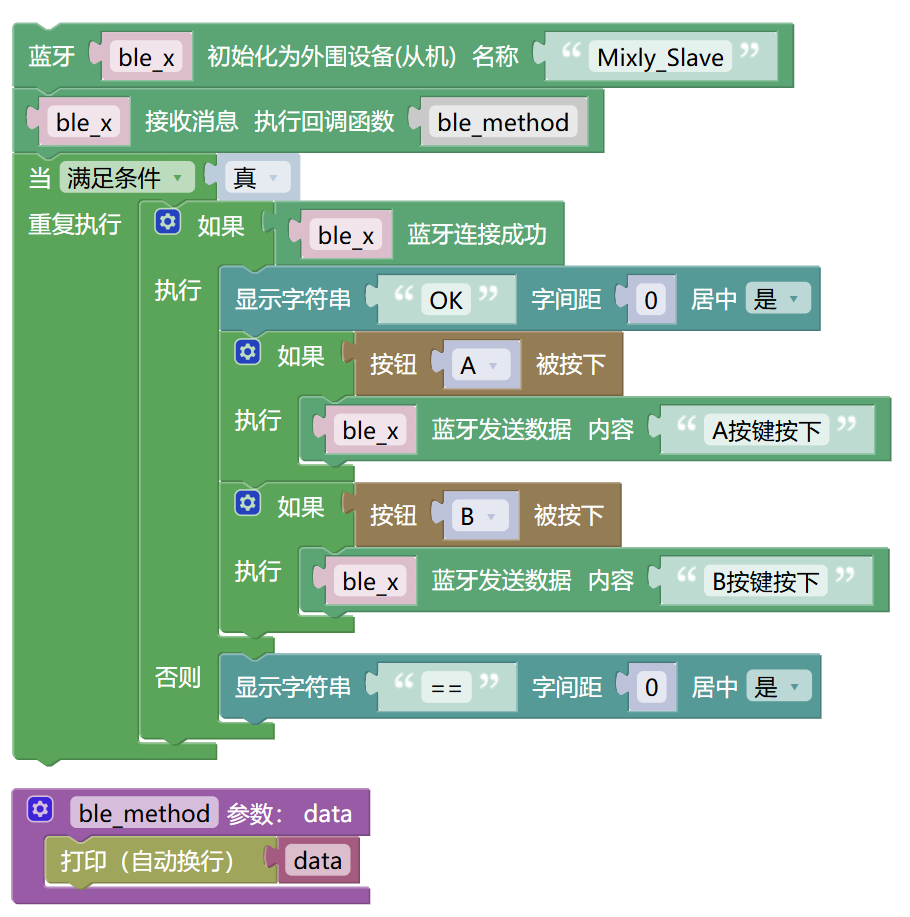 蓝牙 ble_x 初始化为外围设备(从机) 名称 “ Mixly_Slave ”
ble_x 接收消息 执行回调函数 ble_method
当 满足条件 真
重复执行 如果 ble_x 蓝牙连接成功
执行 显示字符串 “ OK ” 字间距 0 居中 是
如果 按钮 A 被按下
执行 ble_x 蓝牙发送数据 内容 “ A按键按下 ”
如果 按钮 B 被按下
执行 ble_x 蓝牙发送数据 内容 “ B按键按下 ”
否则 显示字符串 “ == ” 字间距 0 居中 是
ble_method 参数: data
打印（自动换行） data